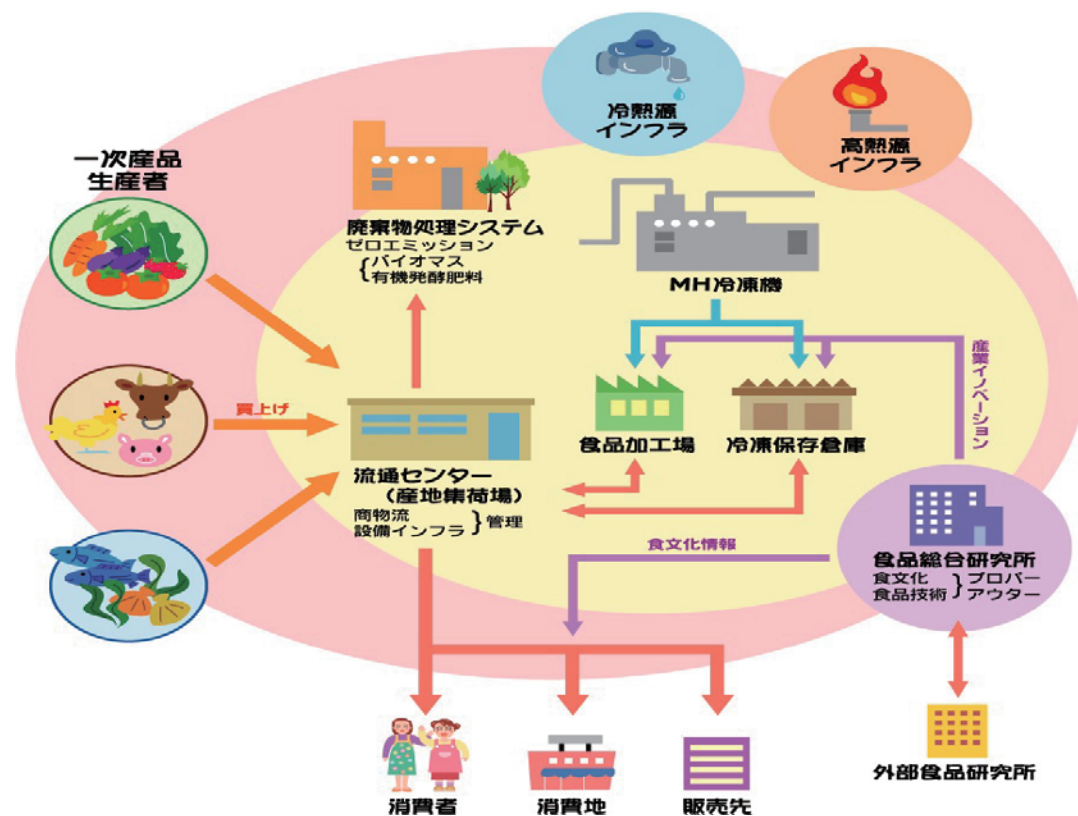 冷熱源
インフラ
高熱源
インフラ
一次産品
生産者
廃棄物処理システム
ゼロエミッション
{バイオマス
有機発酵肥料
MH冷凍機
産業イノベーション
買上げ
流通センター
(産地集荷場)
商物流
設備インフラ}管理
食品加工場
冷凍保存倉庫
食文化情報
食品総合研究所
食文化
食品技術}プロパー
アウター
消費者
消費地
販売先
外部食品研究所